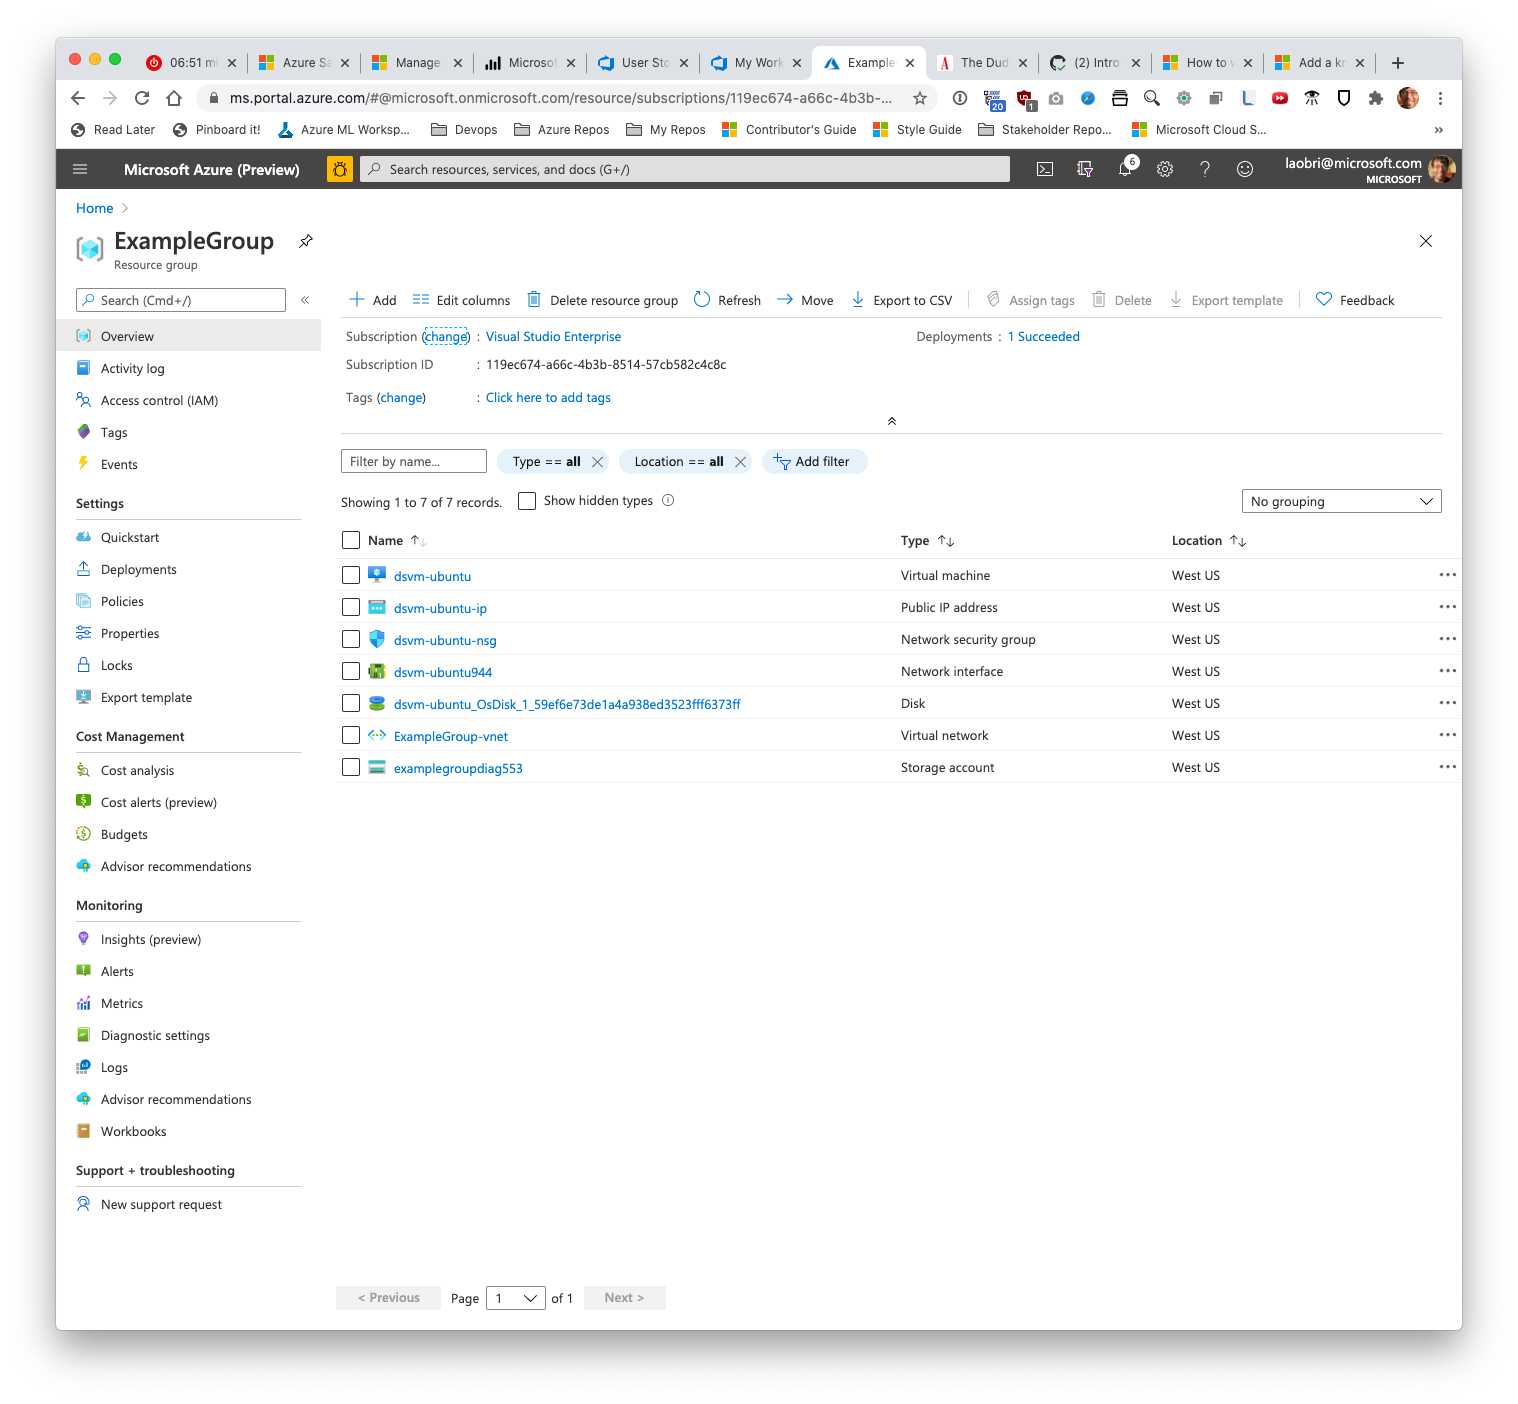 06:51 mi
Azure Sa
Manage
Microsof
User Sto
My Work
Example
The Dud
(2) Intro
How to w
Add a kn
ms.portal.azure.com/#@microsoft.onmicrosoft.com/resource/subscriptions/119ec674-a66c-4b3b-...
20
1
Read Later
Pinboard it!
Azure ML Worksp...
Devops
Azure Repos
My Repos
Contributor's Guide
Style Guide
Stakeholder Repo...
Microsoft Cloud S...
»
Microsoft Azure (Preview)
Search resources, services, and docs (G+/)
6
laobri@microsoft.com
MICROSOFT
Home
ExampleGroup
Resource group
Search (Cmd+/)
«
Add
Edit columns
Delete resource group
Refresh
Move
Export to CSV
Assign tags
Delete
Export template
Feedback
Overview
Activity log
Access control (IAM)
Tags
Events
Settings
Quickstart
Deployments
Policies
Properties
Locks
Export template
Cost Management
Cost analysis
Cost alerts (preview)
Budgets
Advisor recommendations
Monitoring
Insights (preview)
Alerts
Metrics
Diagnostic settings
Logs
Advisor recommendations
Workbooks
Support + troubleshooting
New support request
Subscription (change) : Visual Studio Enterprise
Deployments : 1 Succeeded
Subscription ID : 119ec674-a66c-4b3b-8514-57cb582c4c8c
Tags (change) : Click here to add tags
Filter by name...
Type == all
Location == all
Add filter
Showing 1 to 7 of 7 records.
Show hidden types
No grouping
Name Type Location
dsvm-ubuntu Virtual machine West US
dsvm-ubuntu-ip Public IP address West US
dsvm-ubuntu-nsg Network security group West US
dsvm-ubuntu944 Network interface West US
dsvm-ubuntu_OsDisk_1_59ef6e73de1a4a938ed3523fff6373ff Disk West US
ExampleGroup-vnet Virtual network West US
examplegroupdiag553 Storage account West US
< Previous
Page 1 of 1
Next >